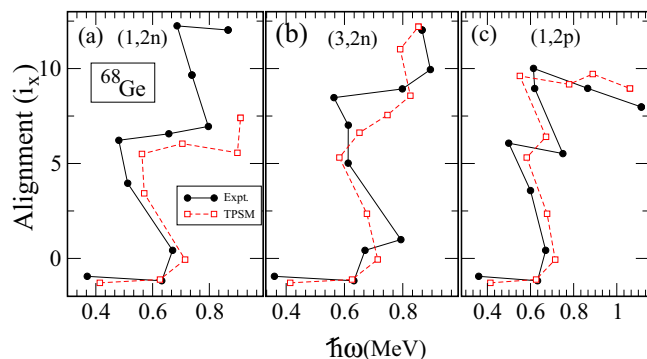 (a) (1,2n)
(b) (3,2n)
(c) (1,2p)
68Ge
Alignment (iₓ)
10
5
0
Expt.
TPSM
0.4 0.6 0.8
0.4 0.6 0.8
0.4 0.6 0.8 1
ħω(MeV)